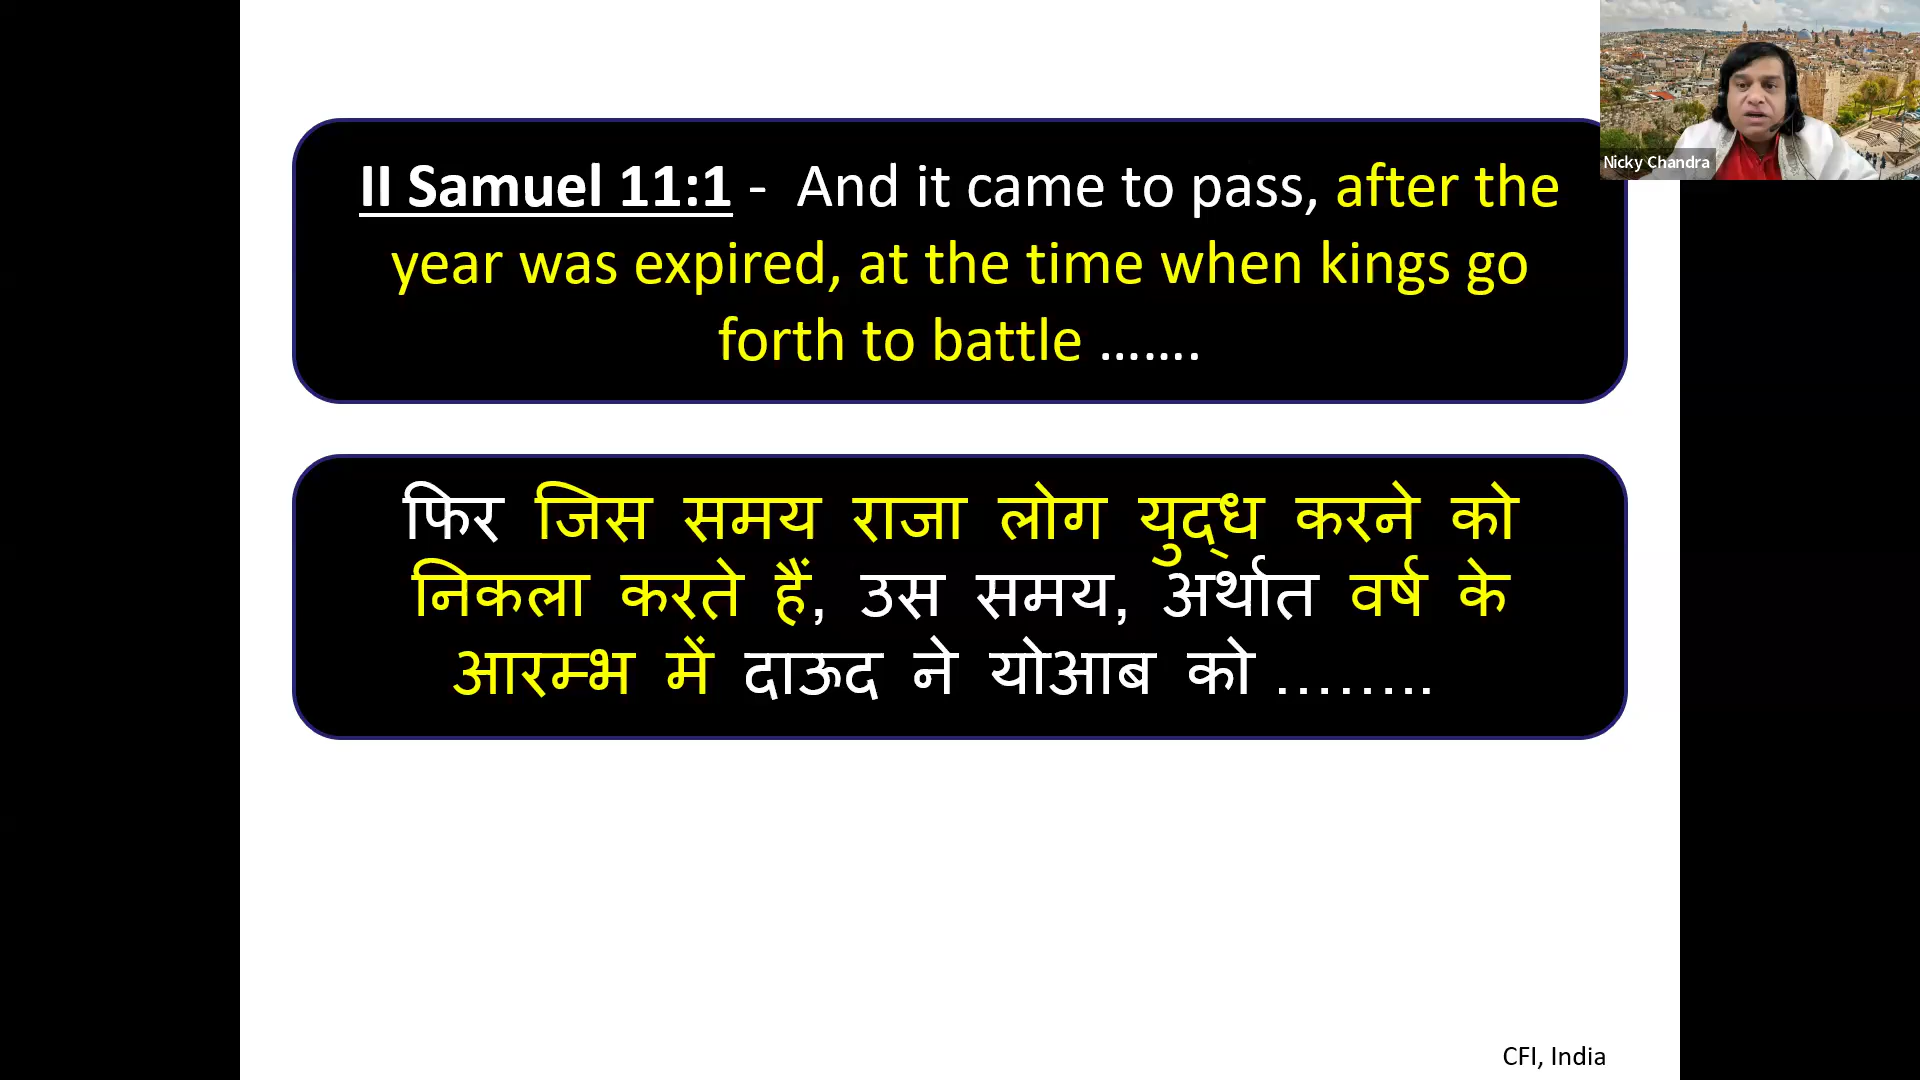 Nicky Chandra
II Samuel 11:1 - And it came to pass, after the
year was expired, at the time when kings go
forth to battle .......
फिर जिस समय राजा लोग युद्ध करने को
निकला करते हैं, उस समय, अर्थात वर्ष के
आरम्भ में दाऊद ने योआब को ........
CFI, India